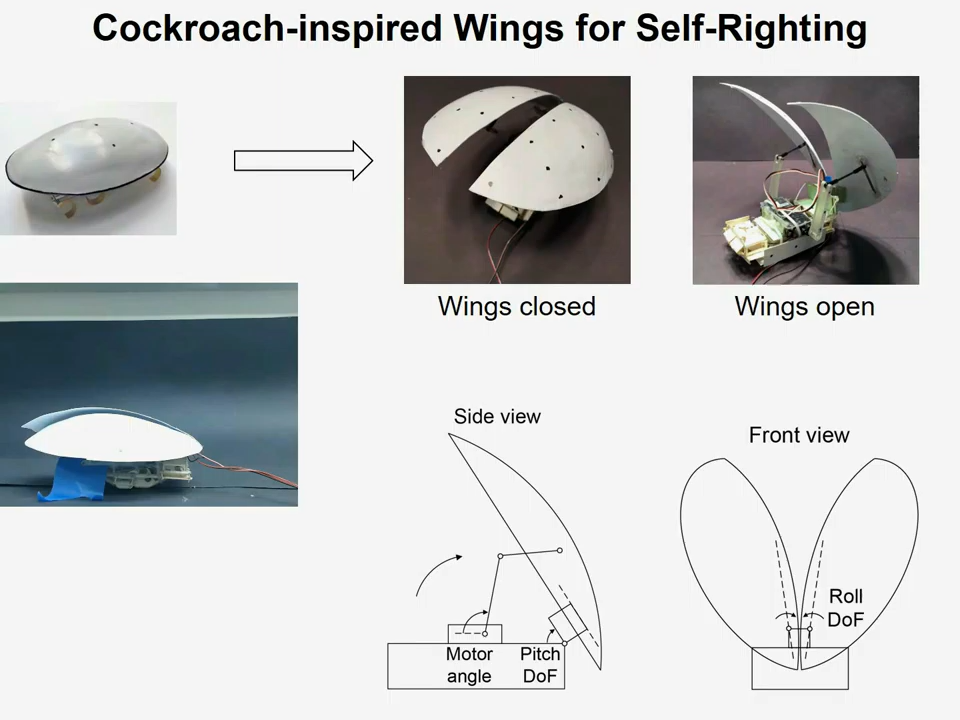 Cockroach-inspired Wings for Self-Righting
Wings closed
Wings open
Side view
Front view
Motor
angle
Pitch
DoF
Roll
DoF